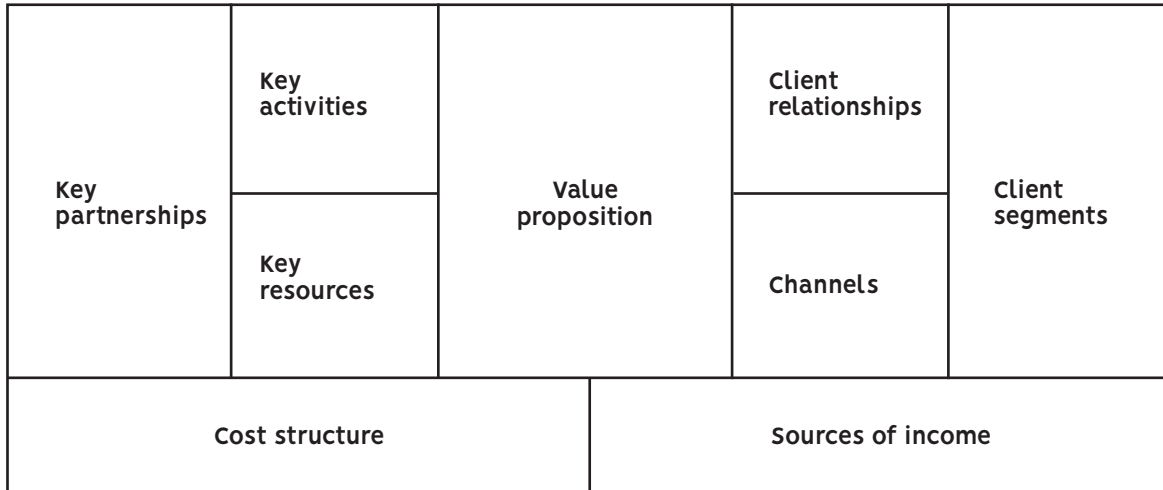 Key
partnerships
Key
activities
Key
resources
Value
proposition
Client
relationships
Channels
Client
segments
Cost structure
Sources of income